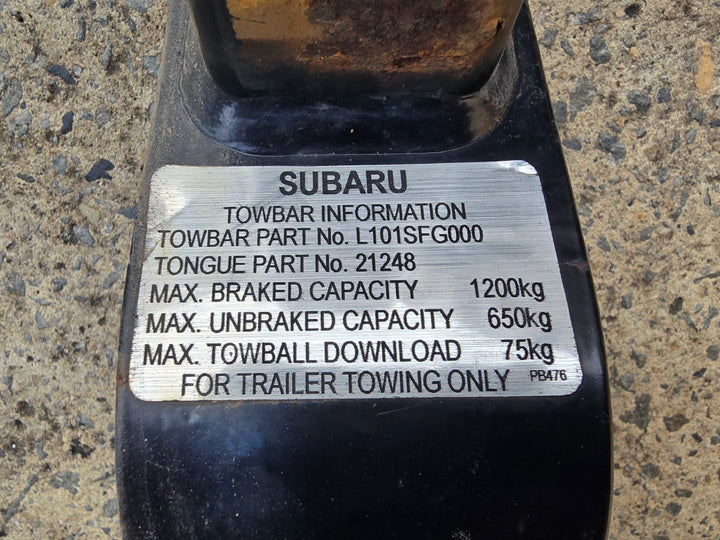 SUBARU
TOWBAR INFORMATION
TOWBAR PART No. L101SFG000
TONGUE PART No. 21248
MAX. BRAKED CAPACITY 1200kg
MAX. UNBRAKED CAPACITY 650kg
MAX. TOWBALL DOWNLOAD 75kg
FOR TRAILER TOWING ONLY PB476